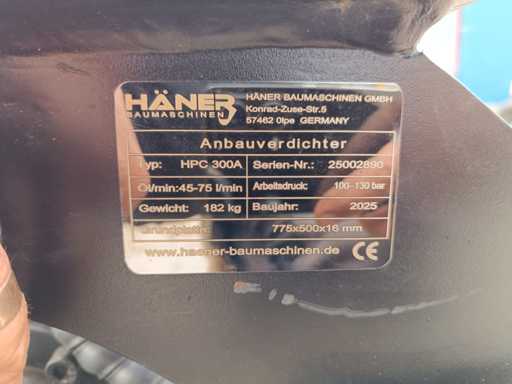 HÄNER
BAUMASCHINEN
HÄNER BAUMASCHINEN GMBH
Konrad-Zuse-Str.5
57462 Olpe GERMANY
Anbauverdichter
Typ: HPC 300A
Serien-Nr.: 25002890
Öl/min:45-75 l/min
Arbeitsdruck: 100-130 bar
Gewicht: 182 kg
Baujahr: 2025
Grundplatte: 775x500x16 mm
www.haener-baumaschinen.de CE